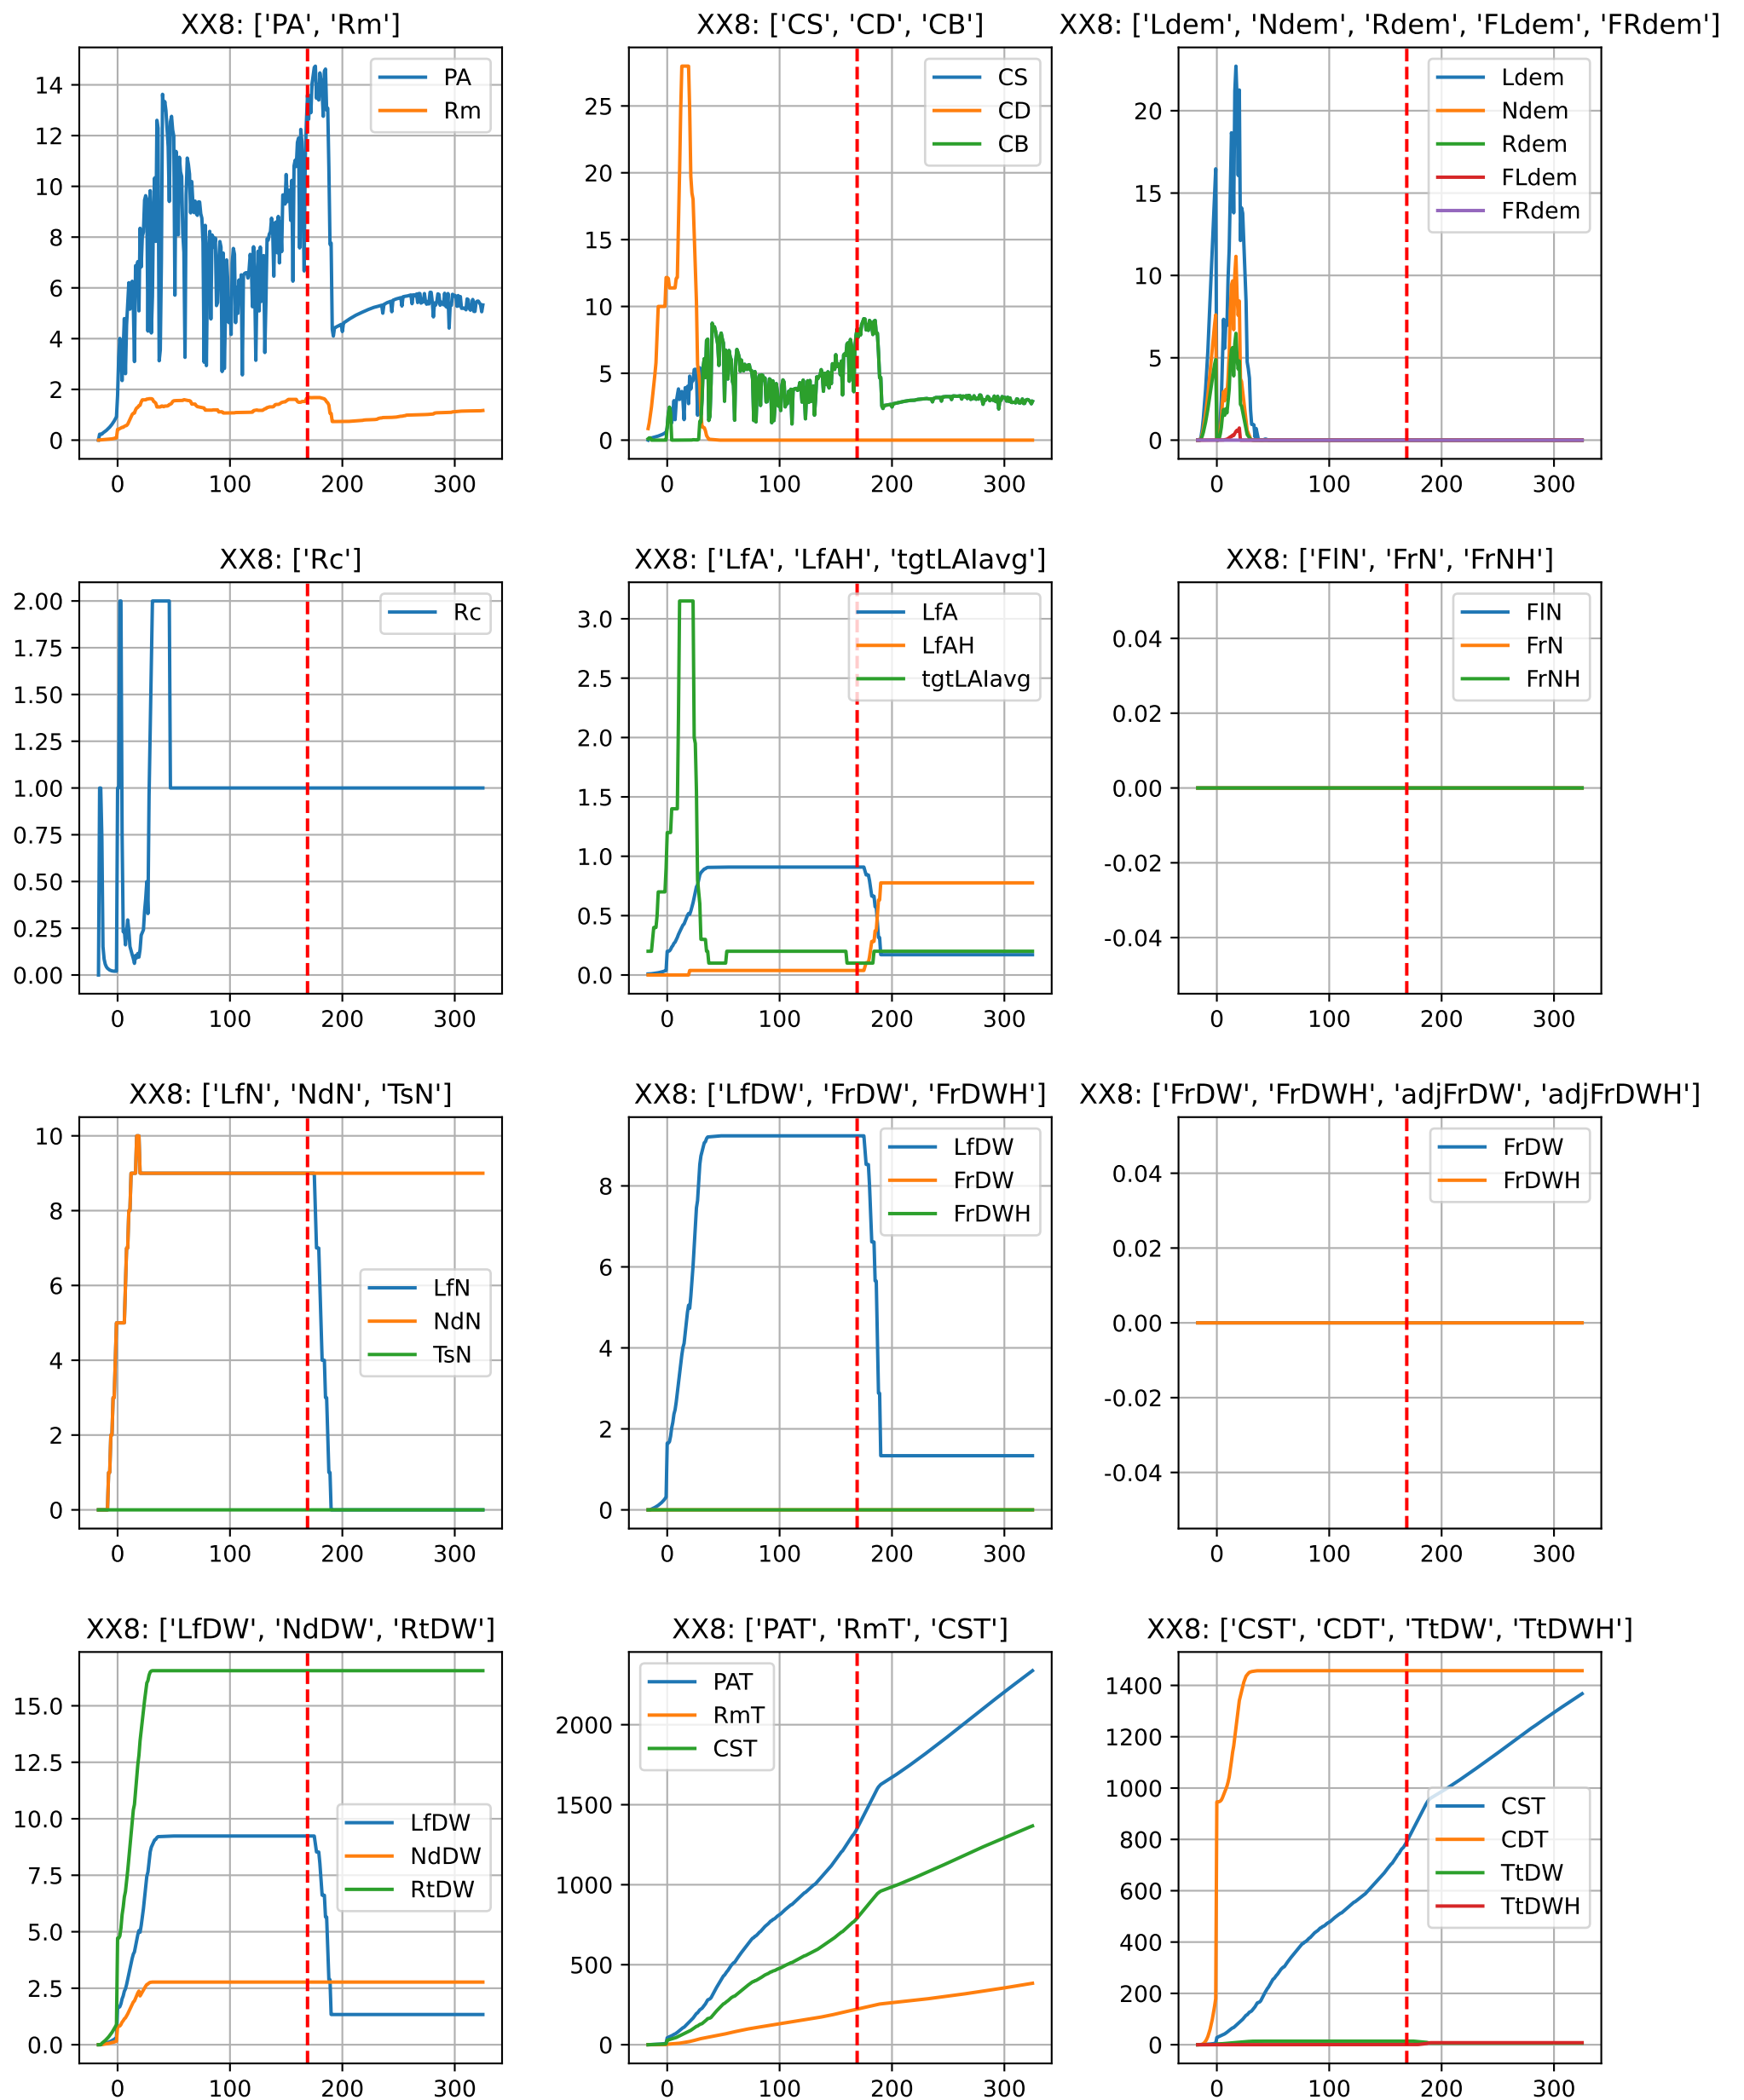 XX8: ['PA', 'Rm']
14
12
10
8
6
4
2
0
0 100 200 300
PA
Rm
XX8: ['CS', 'CD', 'CB']
25
20
15
10
5
0
0 100 200 300
CS
CD
CB
XX8: ['Ldem', 'Ndem', 'Rdem', 'FLdem', 'FRdem']
20
15
10
5
0
0 100 200 300
Ldem
Ndem
Rdem
FLdem
FRdem
XX8: ['Rc']
2.00
1.75
1.50
1.25
1.00
0.75
0.50
0.25
0.00
0 100 200 300
Rc
XX8: ['LfA', 'LfAH', 'tgtLAIavg']
3.0
2.5
2.0
1.5
1.0
0.5
0.0
0 100 200 300
LfA
LfAH
tgtLAIavg
XX8: ['FlN', 'FrN', 'FrNH']
0.04
0.02
0.00
-0.02
-0.04
0 100 200 300
FlN
FrN
FrNH
XX8: ['LfN', 'NdN', 'TsN']
10
8
6
4
2
0
0 100 200 300
LfN
NdN
TsN
XX8: ['LfDW', 'FrDW', 'FrDWH']
8
6
4
2
0
0 100 200 300
LfDW
FrDW
FrDWH
XX8: ['FrDW', 'FrDWH', 'adjFrDW', 'adjFrDWH']
0.04
0.02
0.00
-0.02
-0.04
0 100 200 300
FrDW
FrDWH
XX8: ['LfDW', 'NdDW', 'RtDW']
15.0
12.5
10.0
7.5
5.0
2.5
0.0
0 100 200 300
LfDW
NdDW
RtDW
XX8: ['PAT', 'RmT', 'CST']
2000
1500
1000
500
0
0 100 200 300
PAT
RmT
CST
XX8: ['CST', 'CDT', 'TtDW', 'TtDWH']
1400
1200
1000
800
600
400
200
0
0 100 200 300
CST
CDT
TtDW
TtDWH